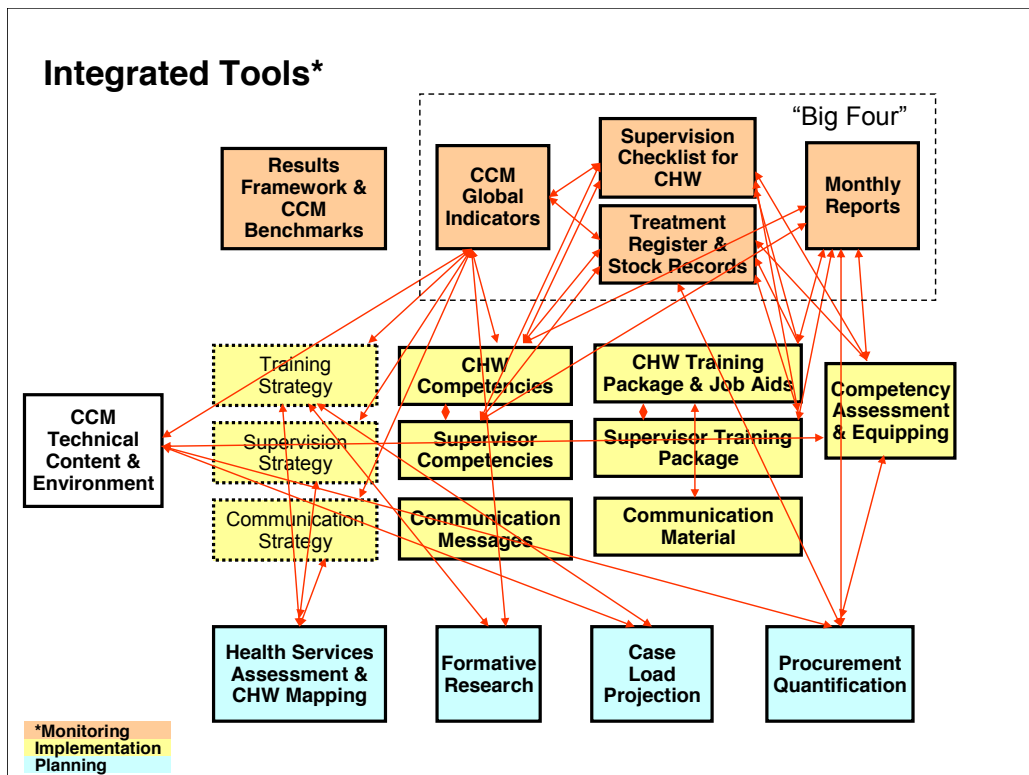 Integrated Tools*
“Big Four”
Results
Framework &
CCM
Benchmarks
CCM
Global
Indicators
Supervision
Checklist for
CHW
Treatment
Register &
Stock Records
Monthly
Reports
CCM
Technical
Content &
Environment
Training
Strategy
CHW
Competencies
CHW Training
Package & Job Aids
Competency
Assessment
& Equipping
Supervision
Strategy
Supervisor
Competencies
Supervisor Training
Package
Communication
Strategy
Communication
Messages
Communication
Material
Health Services
Assessment &
CHW Mapping
Formative
Research
Case
Load
Projection
Procurement
Quantification
*Monitoring
Implementation
Planning